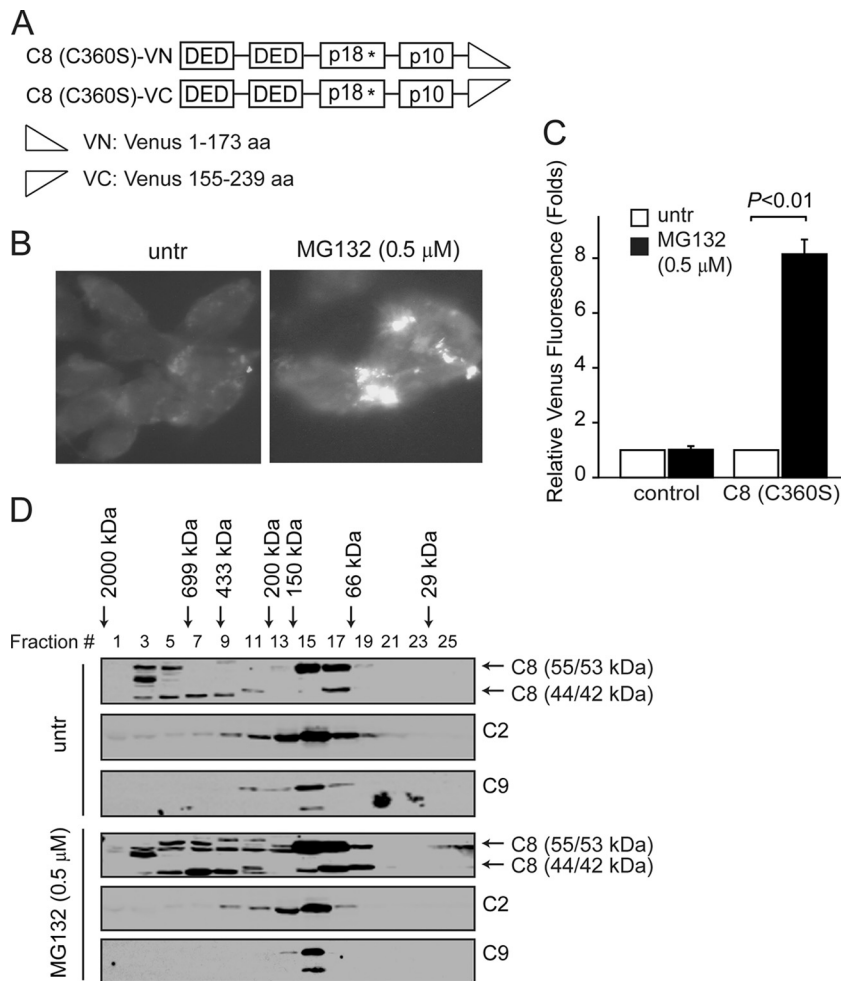 A
C8 (C360S)-VN DED DED p18 * p10
C8 (C360S)-VC DED DED p18 * p10
VN: Venus 1-173 aa
VC: Venus 155-239 aa
B
untr
MG132 (0.5 μM)
C
Relative Venus Fluorescence (Folds)
8
6
4
2
0
untr
MG132
(0.5 μM)
P<0.01
control
C8 (C360S)
D
2000 kDa
699 kDa
433 kDa
200 kDa
150 kDa
66 kDa
29 kDa
Fraction # 1 3 5 7 9 11 13 15 17 19 21 23 25
untr
C8 (55/53 kDa)
C8 (44/42 kDa)
C2
C9
MG132 (0.5 μM)
C8 (55/53 kDa)
C8 (44/42 kDa)
C2
C9